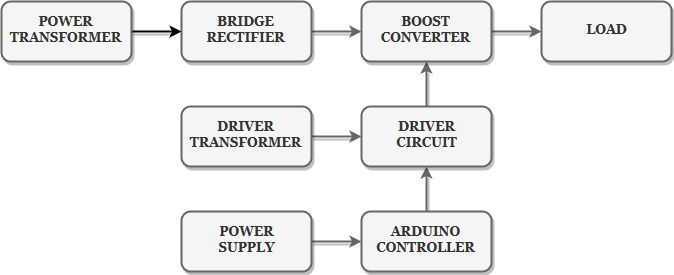 POWER
TRANSFORMER
BRIDGE
RECTIFIER
BOOST
CONVERTER
LOAD
DRIVER
TRANSFORMER
DRIVER
CIRCUIT
POWER
SUPPLY
ARDUINO
CONTROLLER